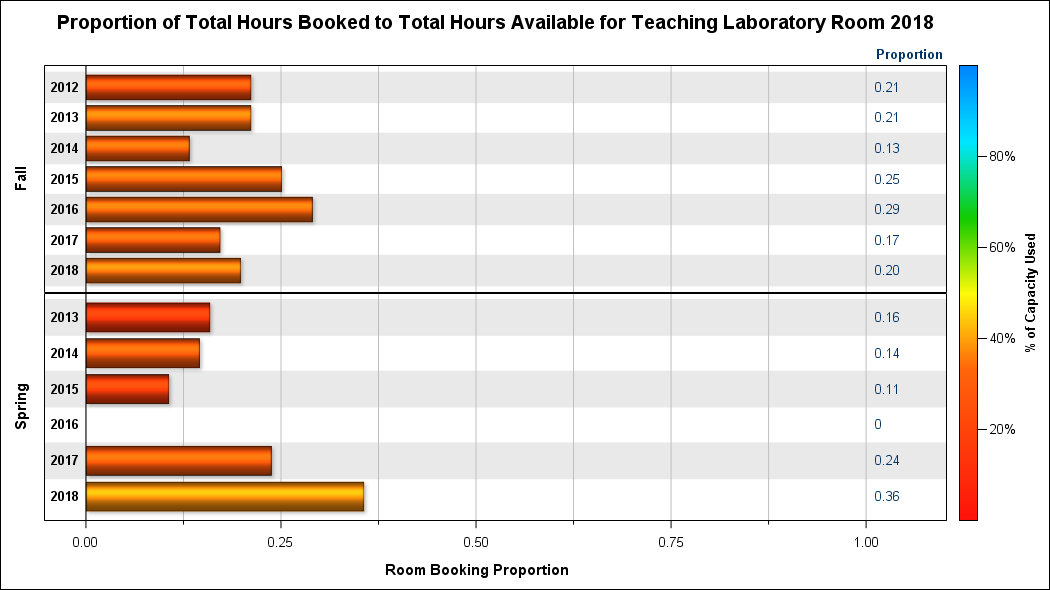 Proportion of Total Hours Booked to Total Hours Available for Teaching Laboratory Room 2018
Proportion
Fall
2012 0.21
2013 0.21
2014 0.13
2015 0.25
2016 0.29
2017 0.17
2018 0.20
Spring
2013 0.16
2014 0.14
2015 0.11
2016 0
2017 0.24
2018 0.36
0.00 0.25 0.50 0.75 1.00
Room Booking Proportion
80%
60%
40%
20%
% of Capacity Used